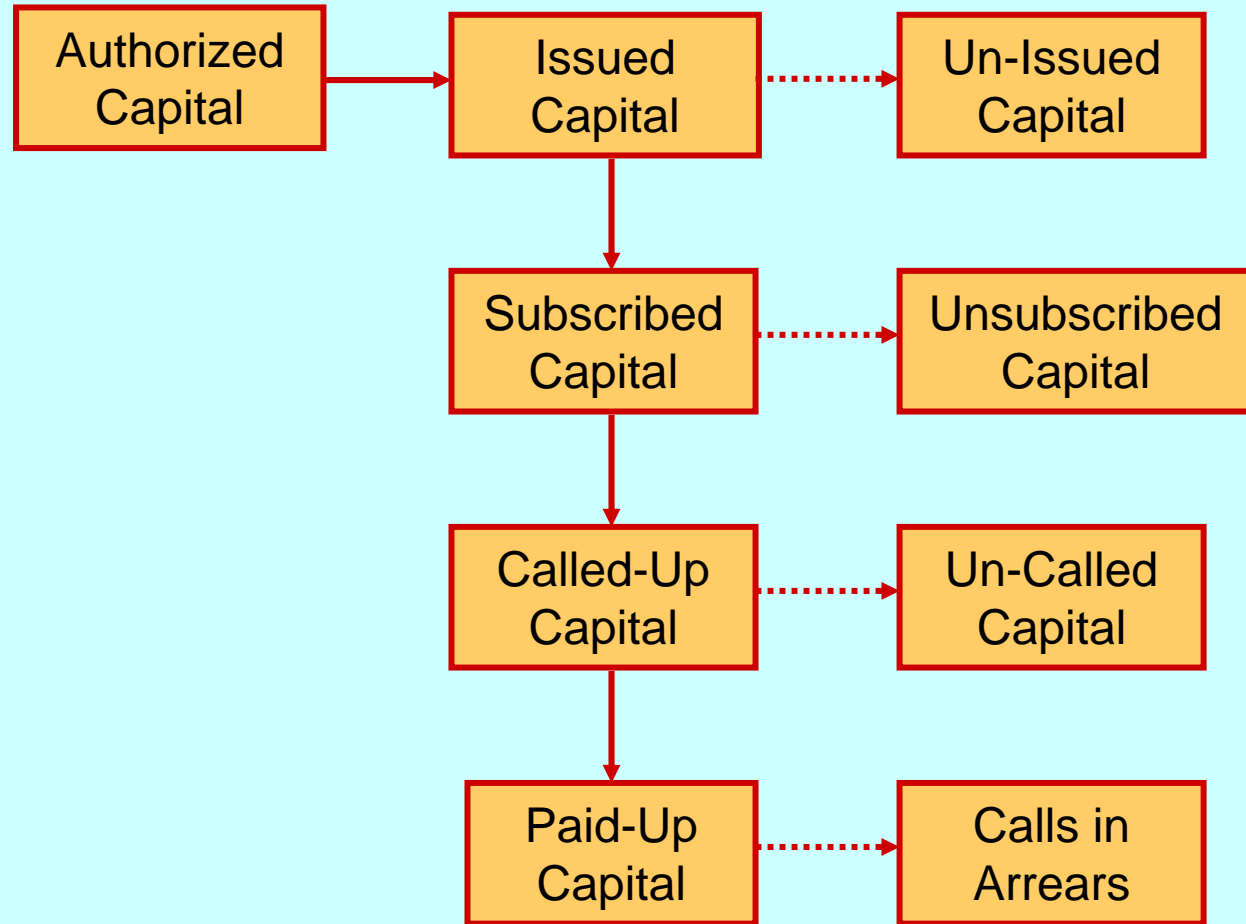 Authorized
Capital
Issued
Capital
Un-Issued
Capital
Subscribed
Capital
Unsubscribed
Capital
Called-Up
Capital
Un-Called
Capital
Paid-Up
Capital
Calls in
Arrears